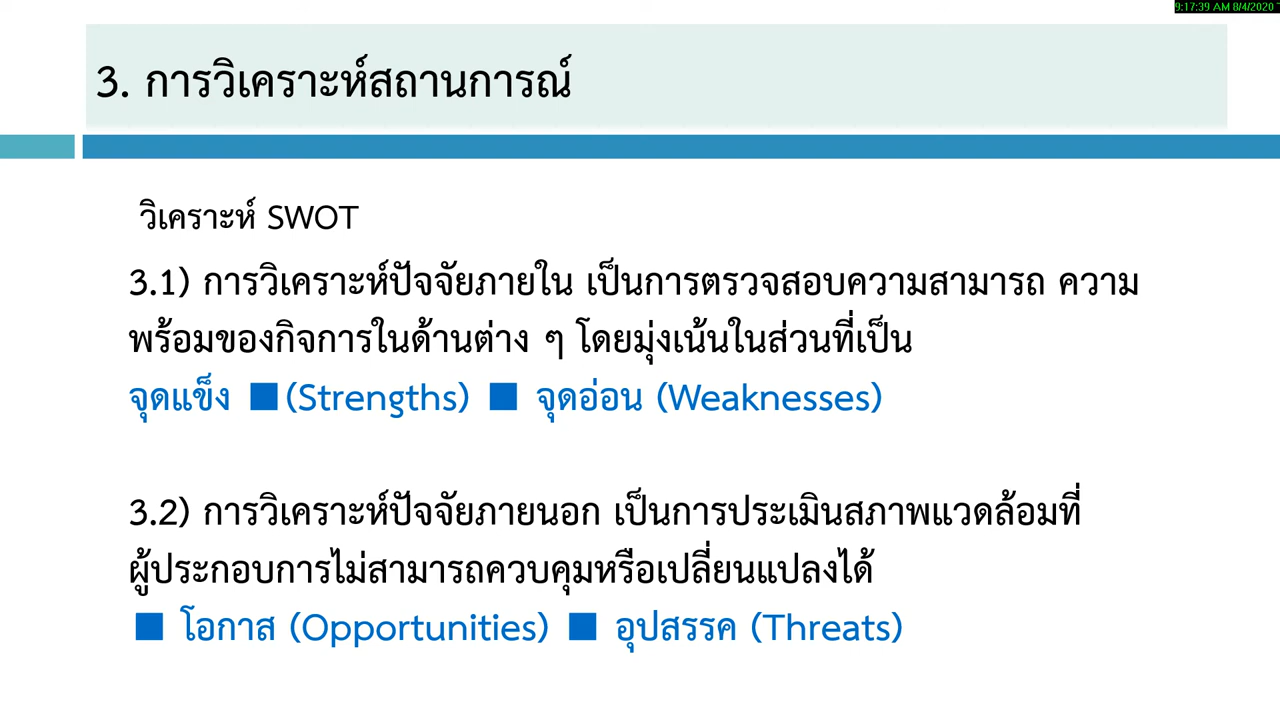 9:17:39 AM 8/4/2020
3. การวิเคราะห์สถานการณ์
วิเคราะห์ SWOT
3.1) การวิเคราะห์ปัจจัยภายใน เป็นการตรวจสอบความสามารถ ความ
พร้อมของกิจการในด้านต่าง ๆ โดยมุ่งเน้นในส่วนที่เป็น
จุดแข็ง ■(Strengths) ■ จุดอ่อน (Weaknesses)
3.2) การวิเคราะห์ปัจจัยภายนอก เป็นการประเมินสภาพแวดล้อมที่
ผู้ประกอบการไม่สามารถควบคุมหรือเปลี่ยนแปลงได้
■ โอกาส (Opportunities) ■ อุปสรรค (Threats)